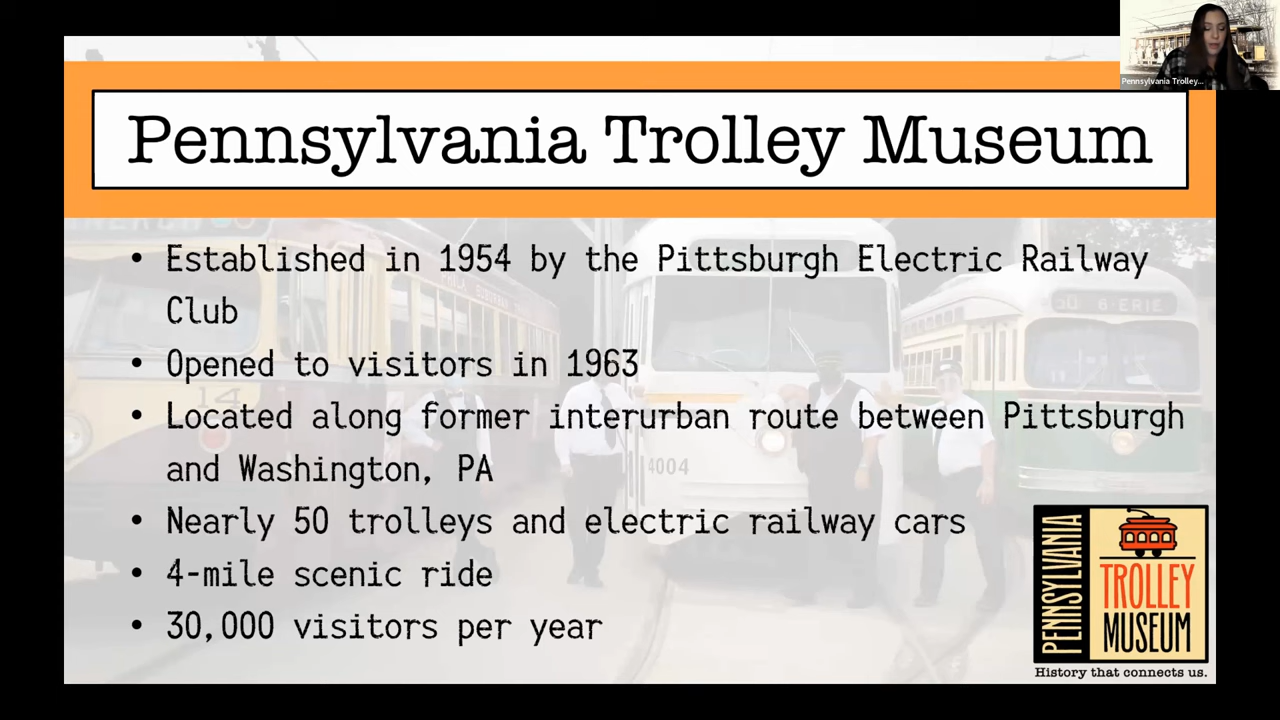 Pennsylvania Trolley...
Pennsylvania Trolley Museum
• Established in 1954 by the Pittsburgh Electric Railway
Club
• Opened to visitors in 1963
• Located along former interurban route between Pittsburgh
and Washington, PA
• Nearly 50 trolleys and electric railway cars
• 4-mile scenic ride
• 30,000 visitors per year
14
4004
6 ERIE
PENNSYLVANIA
TROLLEY
MUSEUM
History that connects us.